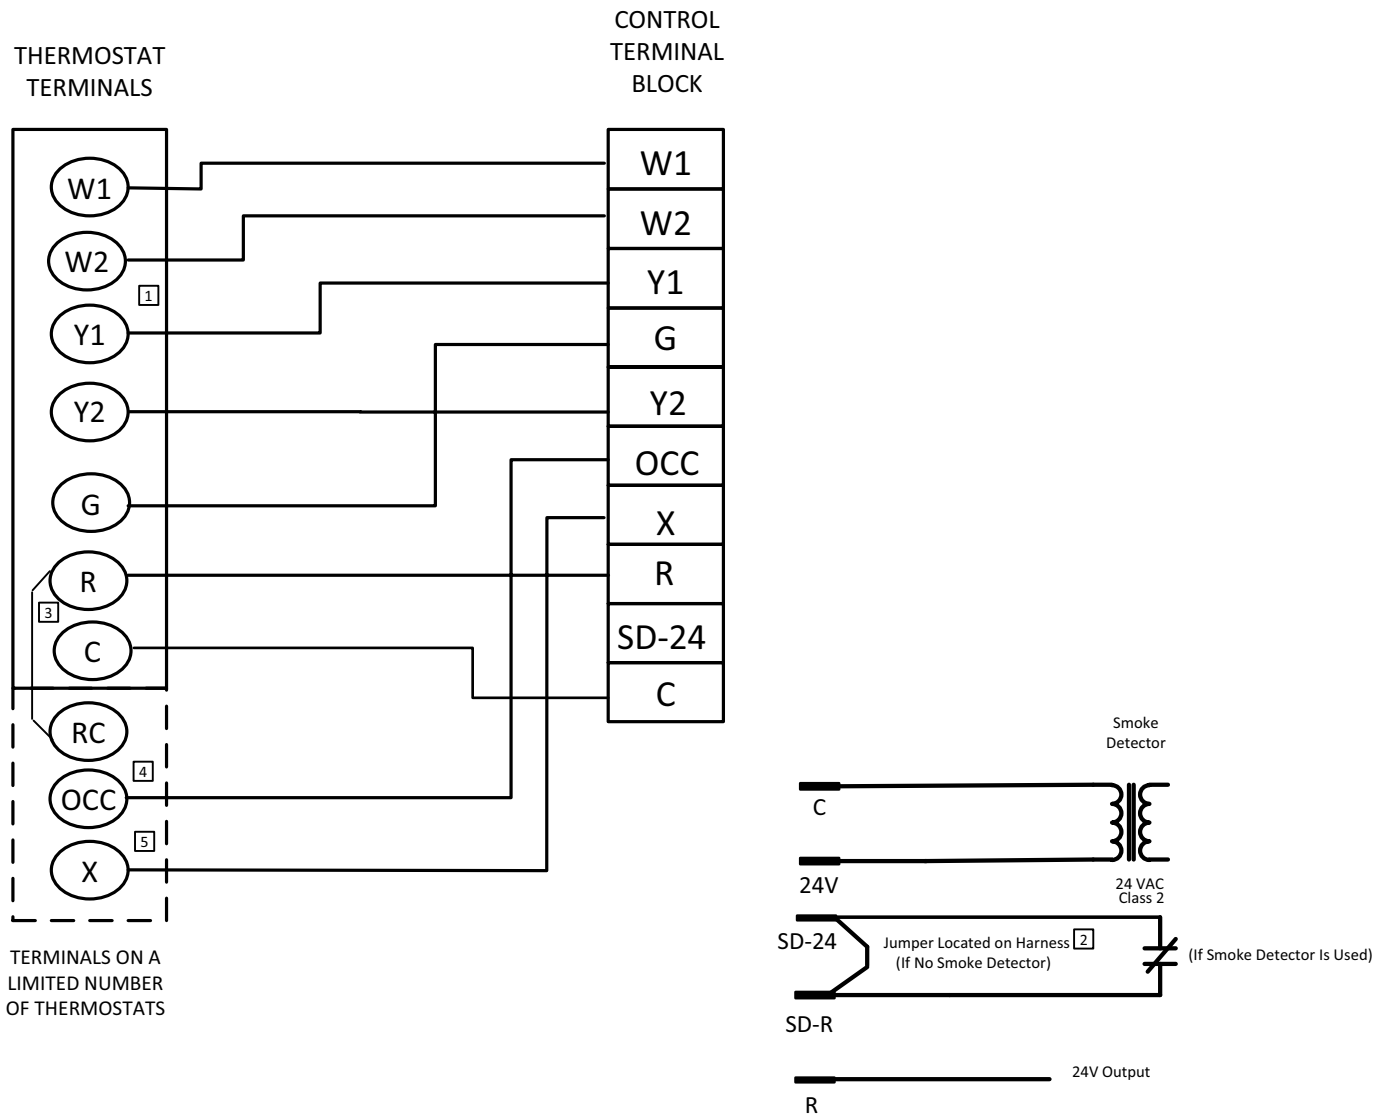 THERMOSTAT
TERMINALS
W1
W2
1
Y1
Y2
G
R
3
C
RC
4
OCC
5
X
TERMINALS ON A
LIMITED NUMBER
OF THERMOSTATS
CONTROL
TERMINAL
BLOCK
W1
W2
Y1
G
Y2
OCC
X
R
SD-24
C
Smoke
Detector
C
24V
24 VAC
Class 2
SD-24
Jumper Located on Harness 2
(If No Smoke Detector)
(If Smoke Detector Is Used)
SD-R
24V Output
R